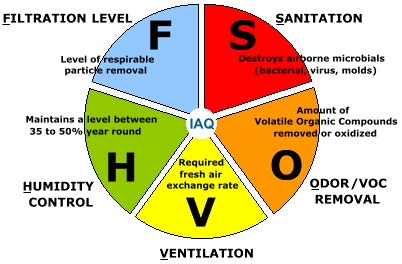 FILTRATION LEVEL
F
Level of respirable
particle removal
SANITATION
S
Destroys airborne microbials
(bacterial, virus, molds)
Maintains a level between
35 to 50% year round
H
HUMIDITY
CONTROL
IAQ
Amount of
Volatile Organic Compounds
removed or oxidized
O
ODOR/VOC
REMOVAL
Required
fresh air
exchange rate
V
VENTILATION